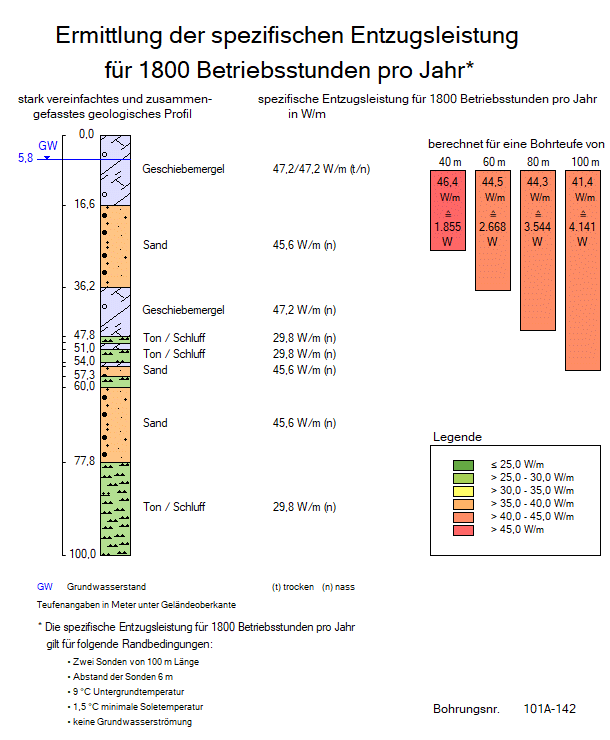 Ermittlung der spezifischen Entzugsleistung
für 1800 Betriebsstunden pro Jahr*
stark vereinfachtes und zusammen-
gefasstes geologisches Profil
spezifische Entzugsleistung für 1800 Betriebsstunden pro Jahr
in W/m
GW
5,8
0,0
Geschiebemergel 47,2/47,2 W/m (t/n)
16,6
Sand 45,6 W/m (n)
36,2
Geschiebemergel 47,2 W/m (n)
47,8
Ton / Schluff 29,8 W/m (n)
51,0
Ton / Schluff 29,8 W/m (n)
54,0
Sand 45,6 W/m (n)
57,3
60,0
Sand 45,6 W/m (n)
77,8
Ton / Schluff 29,8 W/m (n)
100,0
berechnet für eine Bohrteufe von
40 m 60 m 80 m 100 m
46,4 44,5 44,3 41,4
W/m W/m W/m W/m
≙ ≙ ≙ ≙
1.855 2.668 3.544 4.141
W W W W
Legende
≤ 25,0 W/m
> 25,0 - 30,0 W/m
> 30,0 - 35,0 W/m
> 35,0 - 40,0 W/m
> 40,0 - 45,0 W/m
> 45,0 W/m
GW Grundwasserstand (t) trocken (n) nass
Teufenangaben in Meter unter Geländeoberkante
* Die spezifische Entzugsleistung für 1800 Betriebsstunden pro Jahr
gilt für folgende Randbedingungen:
• Zwei Sonden von 100 m Länge
• Abstand der Sonden 6 m
• 9 °C Untergrundtemperatur
• 1,5 °C minimale Soletemperatur
• keine Grundwasserströmung
Bohrungsnr. 101A-142